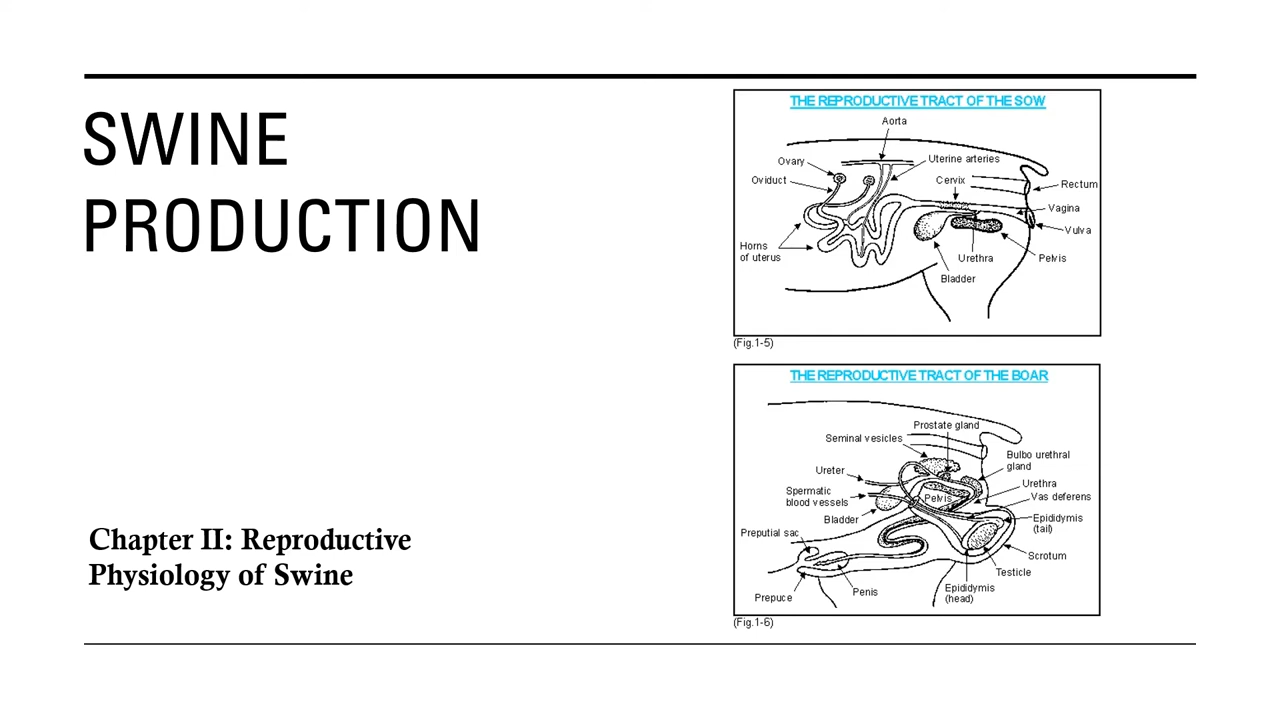 SWINE
PRODUCTION
Chapter II: Reproductive
Physiology of Swine
THE REPRODUCTIVE TRACT OF THE SOW
Aorta
Ovary
Uterine arteries
Oviduct
Cervix
Rectum
Vagina
Vulva
Horns
of uterus
Urethra
Pelvis
Bladder
(Fig.1-5)
THE REPRODUCTIVE TRACT OF THE BOAR
Prostate gland
Seminal vesicles
Bulbo urethral
gland
Ureter
Urethra
Spermatic
blood vessels
Vas deferens
Pelvis
Bladder
Epididymis
(tail)
Preputial sac
Scrotum
Testicle
Penis
Epididymis
(head)
Prepuce
(Fig.1-6)